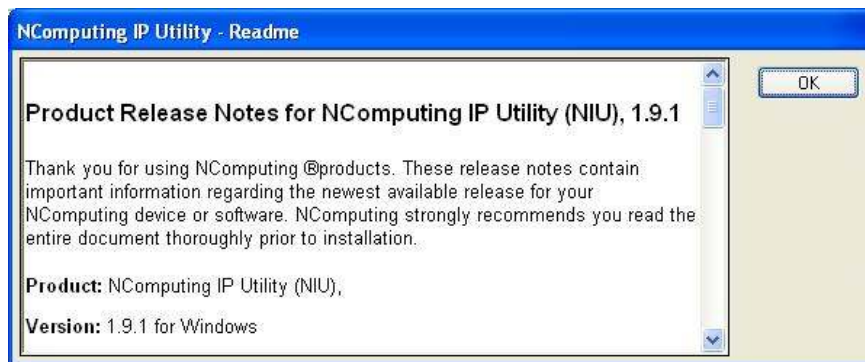 NComputing IP Utility - Readme
OK
Product Release Notes for NComputing IP Utility (NIU), 1.9.1
Thank you for using NComputing ®products. These release notes contain
important information regarding the newest available release for your
NComputing device or software. NComputing strongly recommends you read the
entire document thoroughly prior to installation.
Product: NComputing IP Utility (NIU),
Version: 1.9.1 for Windows